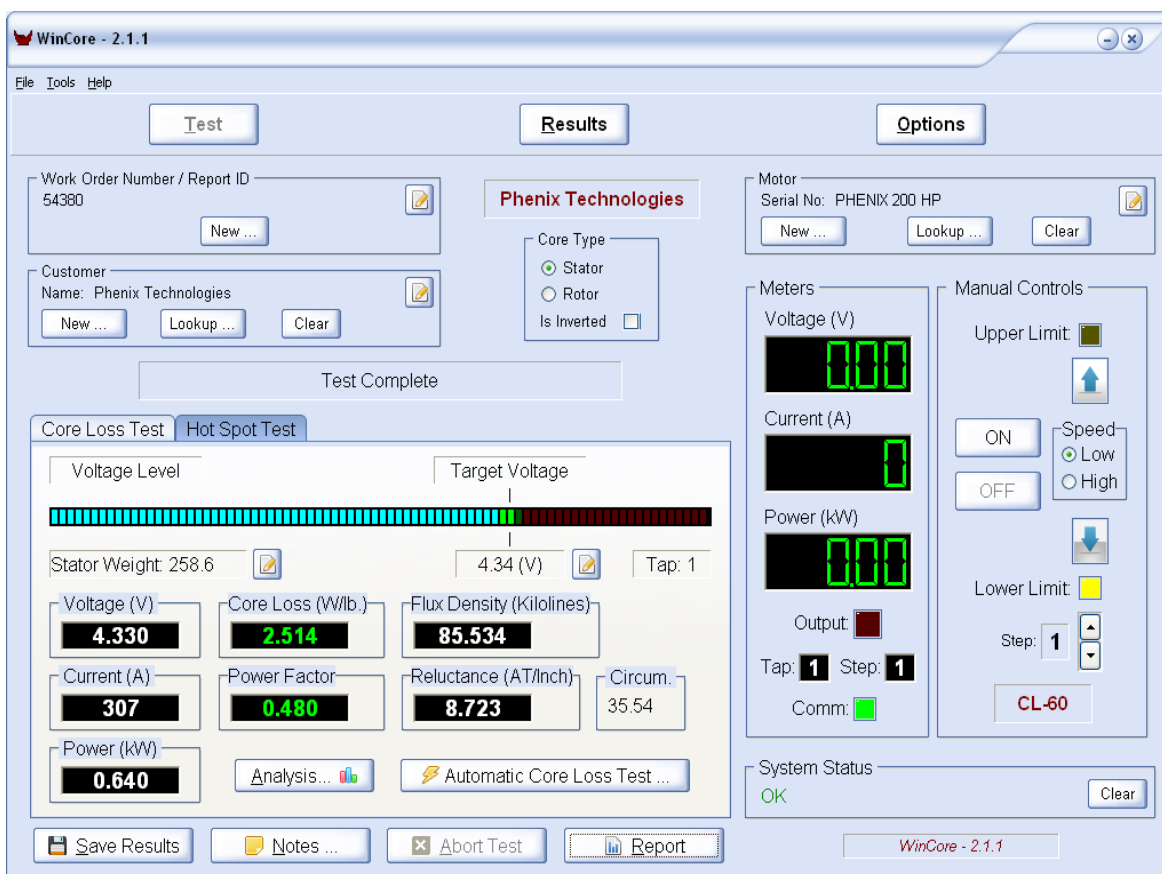 WinCore - 2.1.1
File Tools Help
Test
Results
Options
Work Order Number / Report ID
54380
New ...
Phenix Technologies
Motor
Serial No: PHENIX 200 HP
New ...
Lookup ...
Clear
Customer
Name: Phenix Technologies
New ...
Lookup ...
Clear
Core Type
Stator
Rotor
Is Inverted
Test Complete
Core Loss Test
Hot Spot Test
Voltage Level
Target Voltage
Stator Weight: 258.6
4.34 (V)
Tap: 1
Voltage (V)
4.330
Core Loss (W/lb.)
2.514
Flux Density (Kilolines)
85.534
Current (A)
307
Power Factor
0.480
Reluctance (AT/Inch)
8.723
Circum.
35.54
Power (kW)
0.640
Analysis...
Automatic Core Loss Test ...
Meters
Voltage (V)
0.00
Current (A)
0
Power (kW)
0.00
Output:
Tap: 1 Step: 1
Comm:
Manual Controls
Upper Limit:
ON
OFF
Speed
Low
High
Lower Limit:
Step: 1
CL-60
System Status
OK
Clear
Save Results
Notes ...
Abort Test
Report
WinCore - 2.1.1